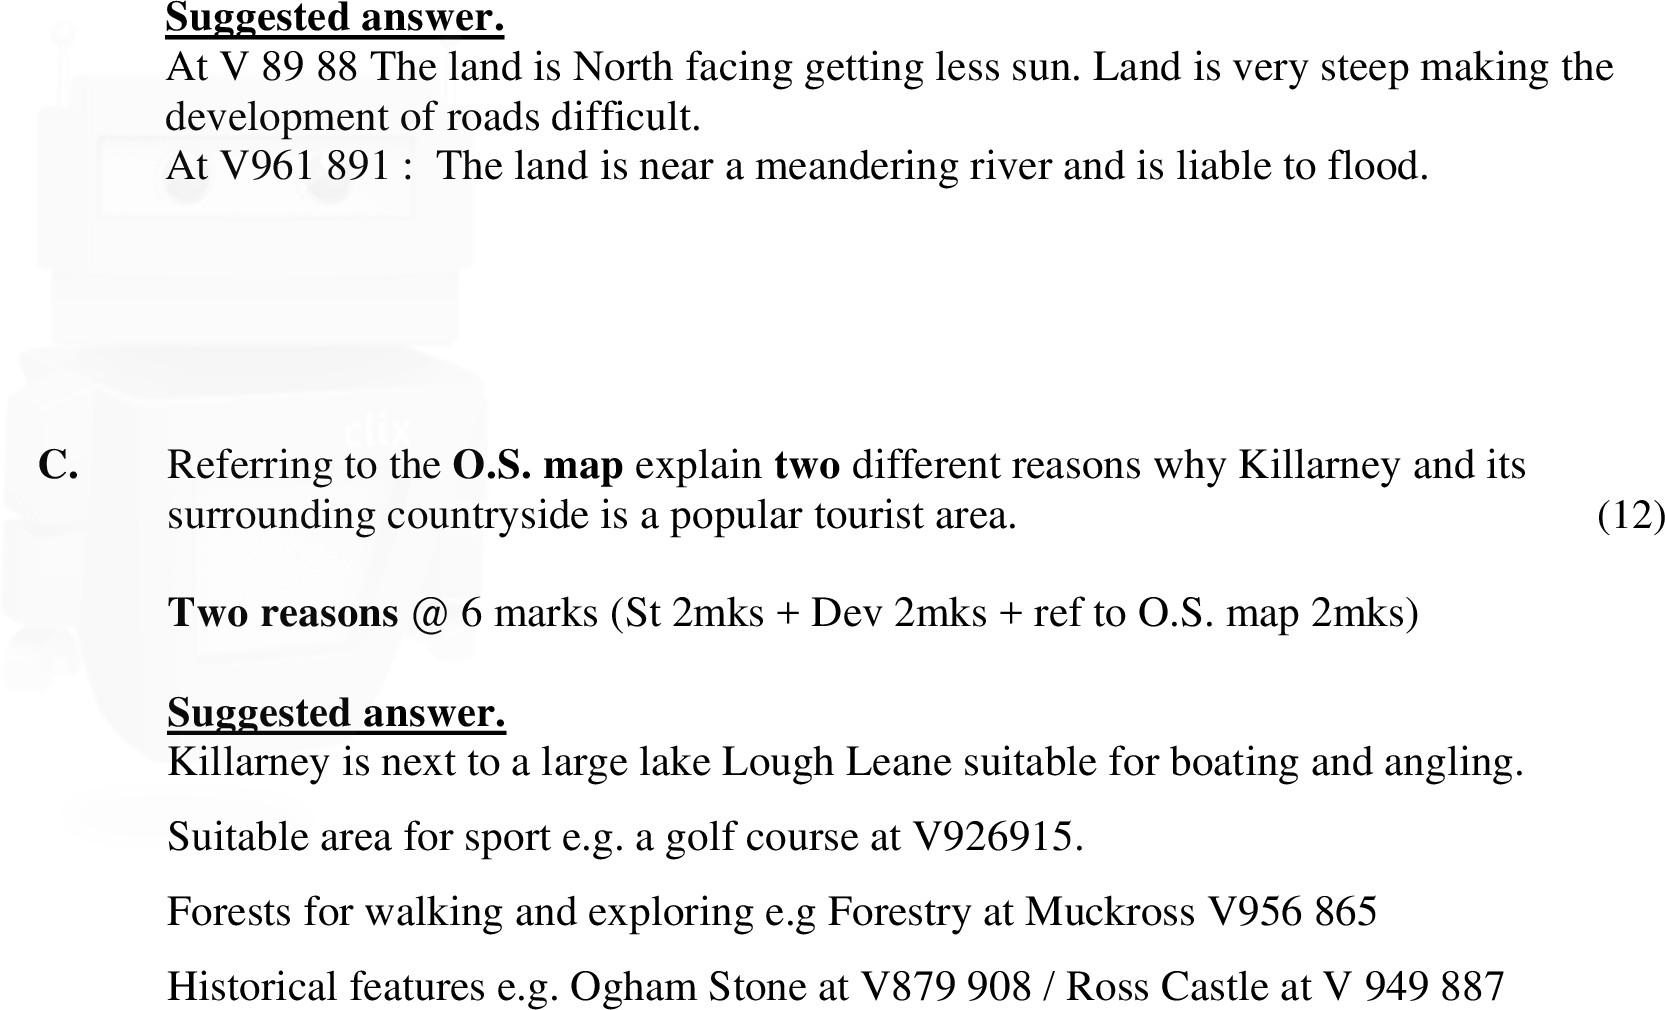 Suggested answer.
At V 89 88 The land is North facing getting less sun. Land is very steep making the
development of roads difficult.
At V961 891 :  The land is near a meandering river and is liable to flood.
clix
C. Referring to the O.S. map explain two different reasons why Killarney and its
surrounding countryside is a popular tourist area. (12)
Two reasons @ 6 marks (St 2mks + Dev 2mks + ref to O.S. map 2mks)
Suggested answer.
Killarney is next to a large lake Lough Leane suitable for boating and angling.
Suitable area for sport e.g. a golf course at V926915.
Forests for walking and exploring e.g Forestry at Muckross V956 865
Historical features e.g. Ogham Stone at V879 908 / Ross Castle at V 949 887